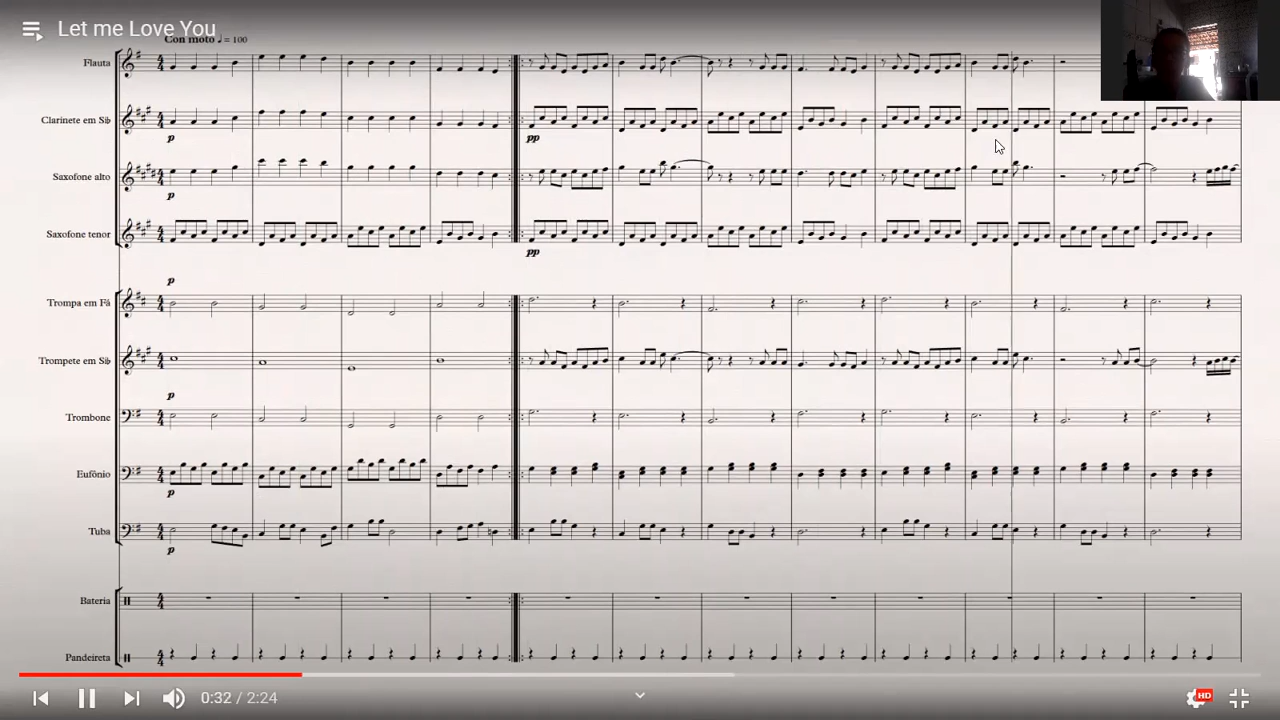 Let me Love You
Con moto ♩ = 100
Flauta
Clarinete em Sib
p
pp
Saxofone alto
p
Saxofone tenor
pp
p
Trompa em Fá
Trompete em Sib
p
Trombone
Eufônio
p
Tuba
p
Bateria
Pandeireta
0:32 / 2:24
HD